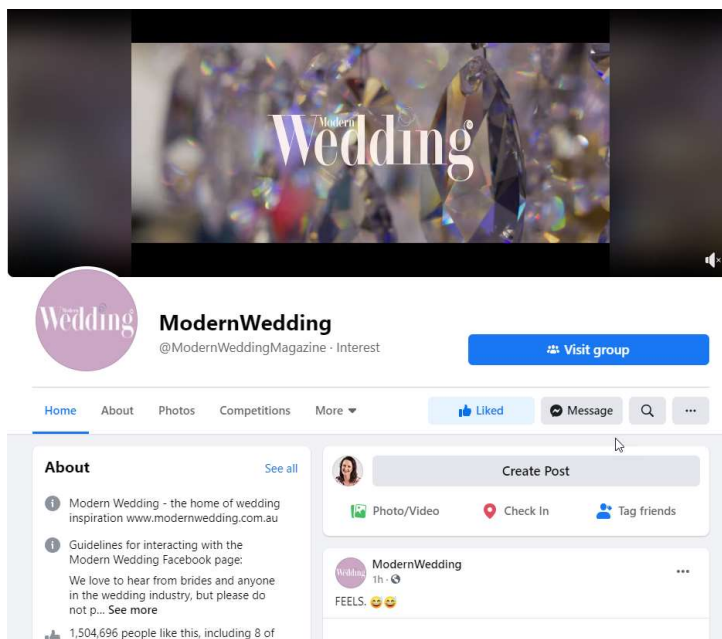 Modern
Wedding
Modern
Wedding
ModernWedding
@ModernWeddingMagazine · Interest
Visit group
Home About Photos Competitions More
Liked Message
About See all
Modern Wedding - the home of wedding
inspiration www.modernwedding.com.au
Guidelines for interacting with the
Modern Wedding Facebook page:
We love to hear from brides and anyone
in the wedding industry, but please do
not p... See more
1,504,696 people like this, including 8 of
Create Post
Photo/Video Check In Tag friends
Wedding
ModernWedding
1h ·
FEELS. 😅😅